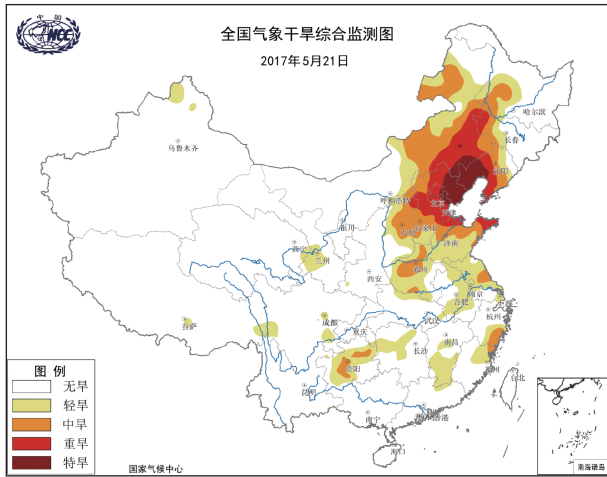 中国
NCC
全国气象干旱综合监测图
2017年5月21日
哈尔滨
长春
乌鲁木齐
沈阳
呼和浩特
北京
天津
银川
石家庄
太原
济南
西宁
兰州
郑州
西安
南京
合肥
上海
拉萨
成都
武汉
杭州
重庆
南昌
长沙
贵阳
福州
台北
昆明
南宁
香港
海口
图 例
无旱
轻旱
中旱
重旱
特旱
国家气候中心
南海诸岛